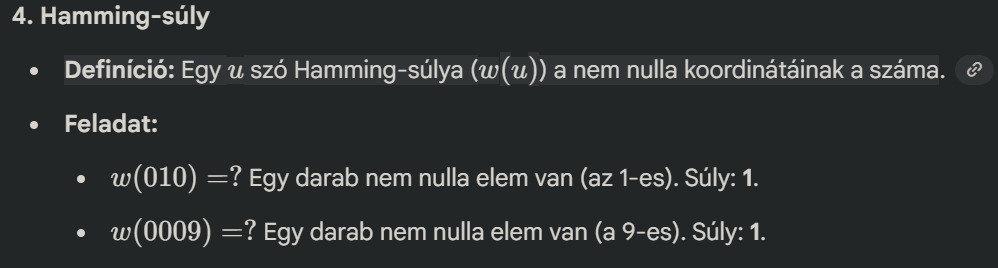 4. Hamming-súly
• Definíció: Egy u szó Hamming-súlya (w(u)) a nem nulla koordinátáinak a száma.
• Feladat:
• w(010) =? Egy darab nem nulla elem van (az 1-es). Súly: 1.
• w(0009) =? Egy darab nem nulla elem van (a 9-es). Súly: 1.